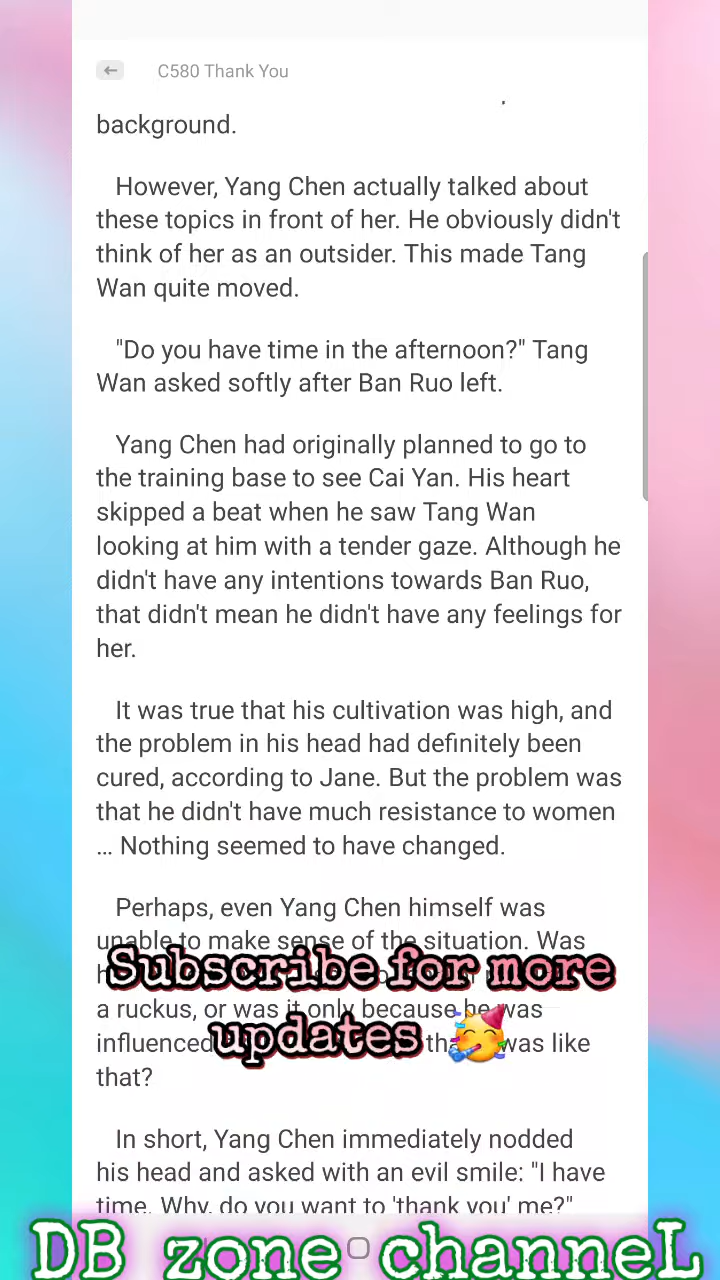 C580 Thank You
background.
However, Yang Chen actually talked about
these topics in front of her. He obviously didn't
think of her as an outsider. This made Tang
Wan quite moved.
"Do you have time in the afternoon?" Tang
Wan asked softly after Ban Ruo left.
Yang Chen had originally planned to go to
the training base to see Cai Yan. His heart
skipped a beat when he saw Tang Wan
looking at him with a tender gaze. Although he
didn't have any intentions towards Ban Ruo,
that didn't mean he didn't have any feelings for
her.
It was true that his cultivation was high, and
the problem in his head had definitely been
cured, according to Jane. But the problem was
that he didn't have much resistance to women
... Nothing seemed to have changed.
Perhaps, even Yang Chen himself was
unable to make sense of the situation. Was
Subscribe for more
a ruckus, or was it only because he was
updates 🥳
influenced was like
that?
In short, Yang Chen immediately nodded
his head and asked with an evil smile: "I have
time. Why, do you want to 'thank you' me?"
DB zone channeL